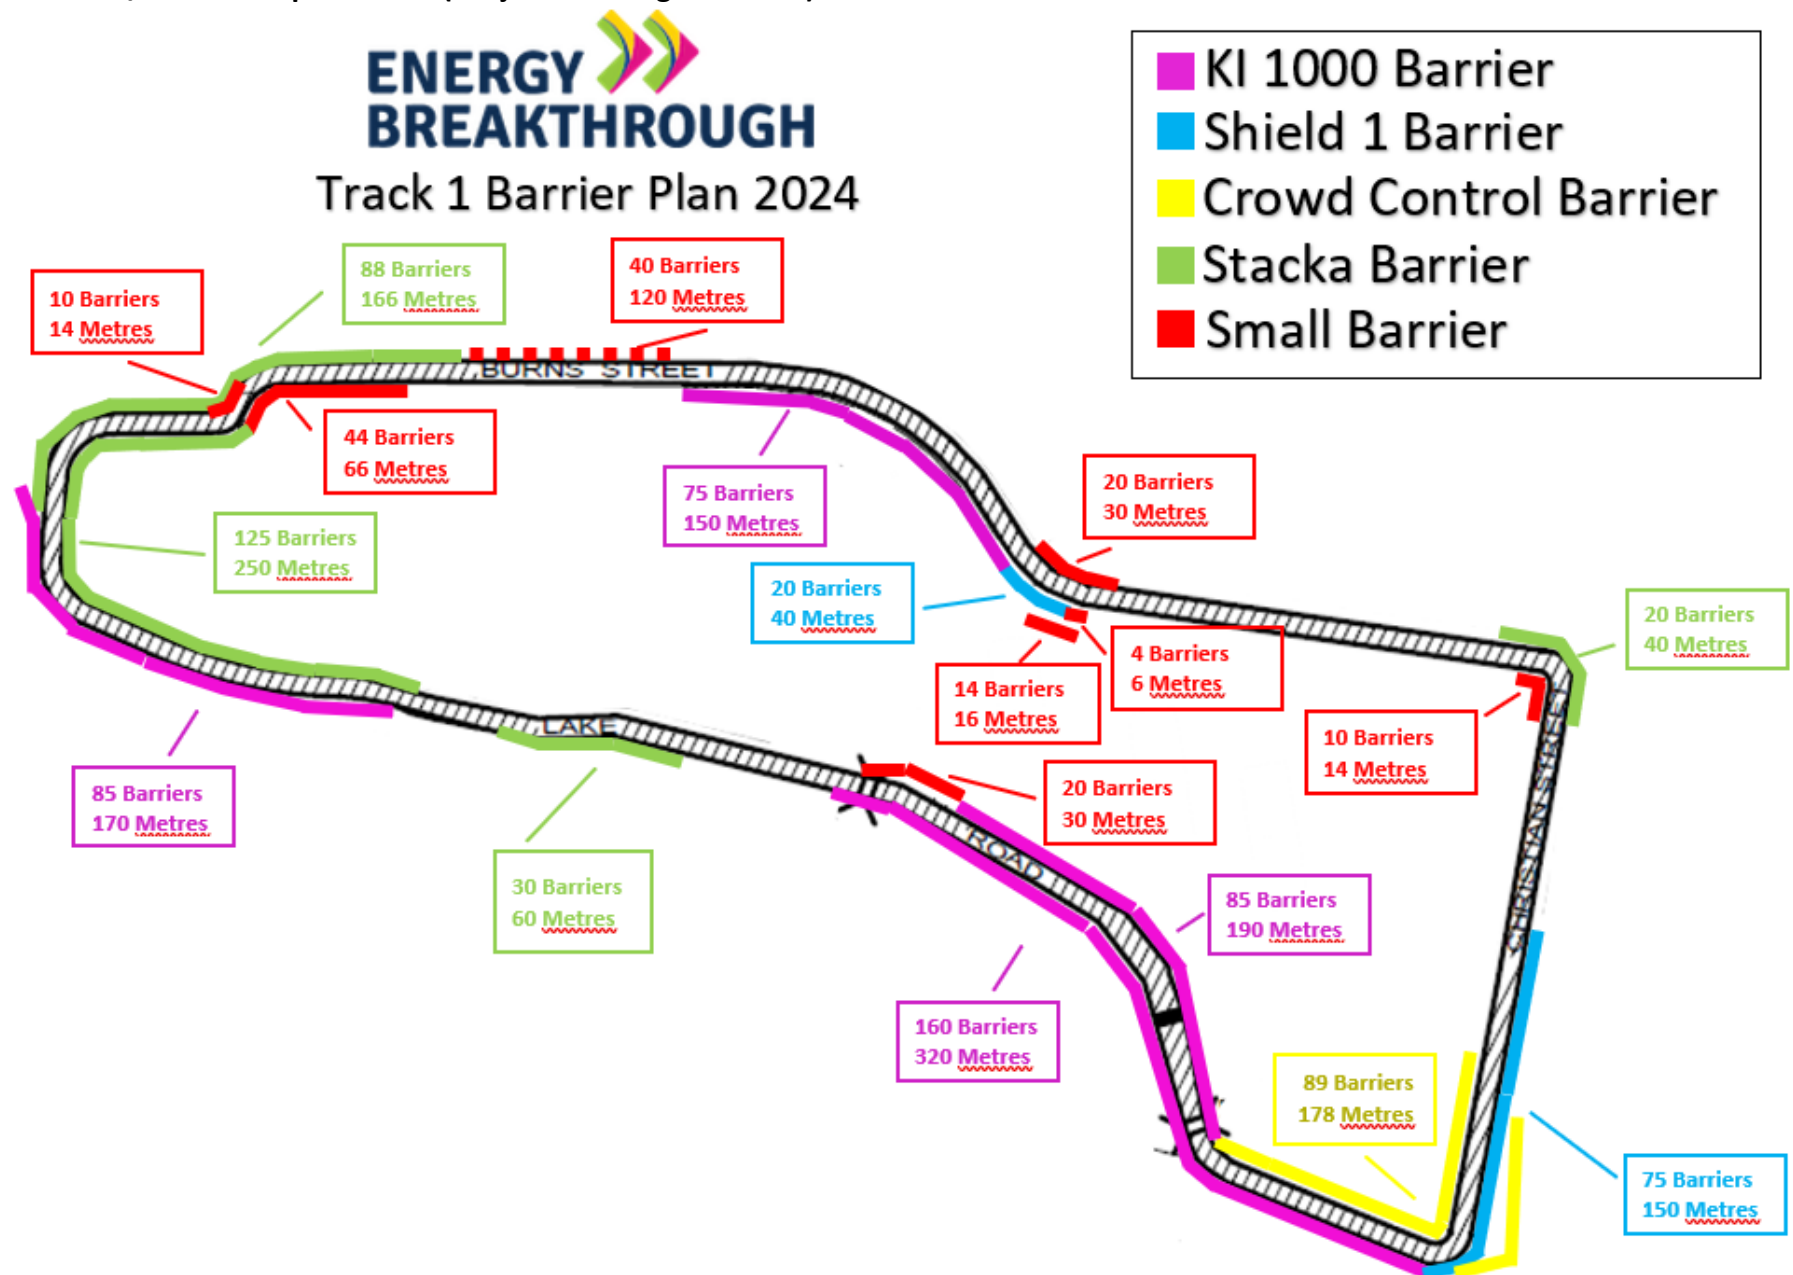 ENERGY
BREAKTHROUGH
Track 1 Barrier Plan 2024
KI 1000 Barrier
Shield 1 Barrier
Crowd Control Barrier
Stacka Barrier
Small Barrier
10 Barriers
14 Metres
88 Barriers
166 Metres
40 Barriers
120 Metres
BURNS STREET
44 Barriers
66 Metres
75 Barriers
150 Metres
20 Barriers
30 Metres
125 Barriers
250 Metres
20 Barriers
40 Metres
20 Barriers
40 Metres
4 Barriers
6 Metres
14 Barriers
16 Metres
10 Barriers
14 Metres
CHRISTIAN STREET
LAKE
ROAD
85 Barriers
170 Metres
20 Barriers
30 Metres
30 Barriers
60 Metres
85 Barriers
190 Metres
160 Barriers
320 Metres
89 Barriers
178 Metres
75 Barriers
150 Metres